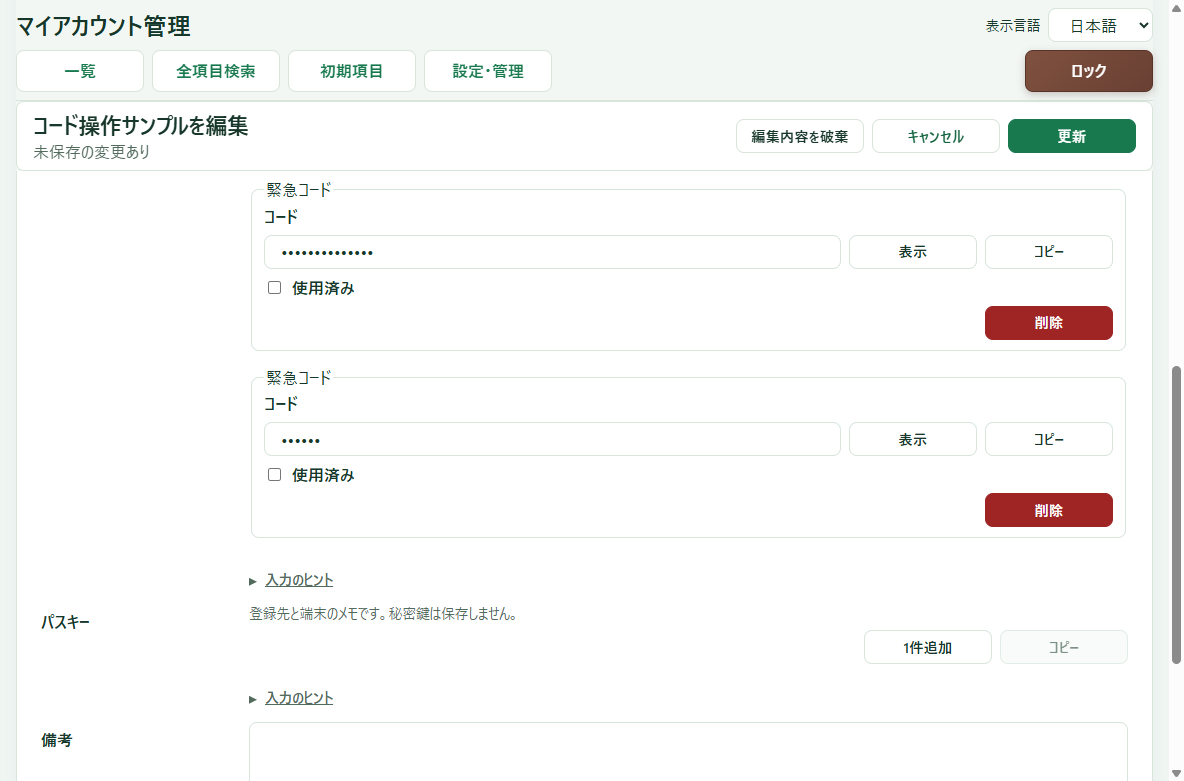 マイアカウント管理
表示言語 日本語
一覧 全項目検索 初期項目 設定・管理 ロック
コード操作サンプルを編集
未保存の変更あり
編集内容を破棄 キャンセル 更新
緊急コード
コード
•••••••••••••• 表示 コピー
使用済み
削除
緊急コード
コード
•••••• 表示 コピー
使用済み
削除
▶ 入力のヒント
パスキー
登録先と端末のメモです。秘密鍵は保存しません。
1件追加 コピー
▶ 入力のヒント
備考